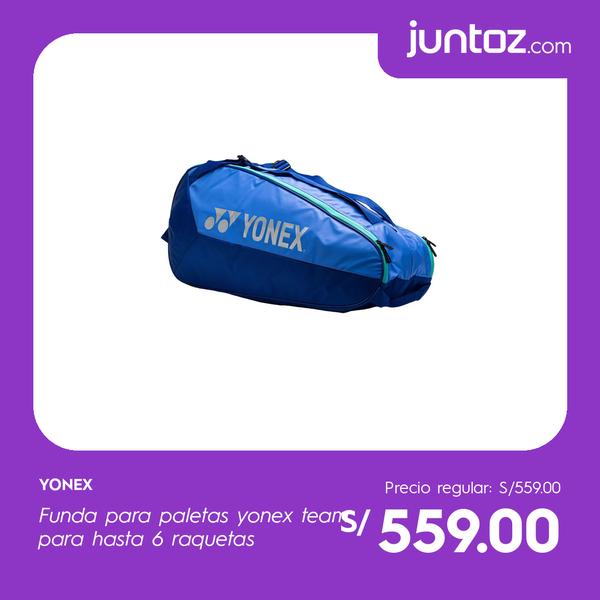 juntoz.com
YONEX
YONEX
Precio regular: S/559.00
Funda para paletas yonex team
para hasta 6 raquetas
S/ 559.00